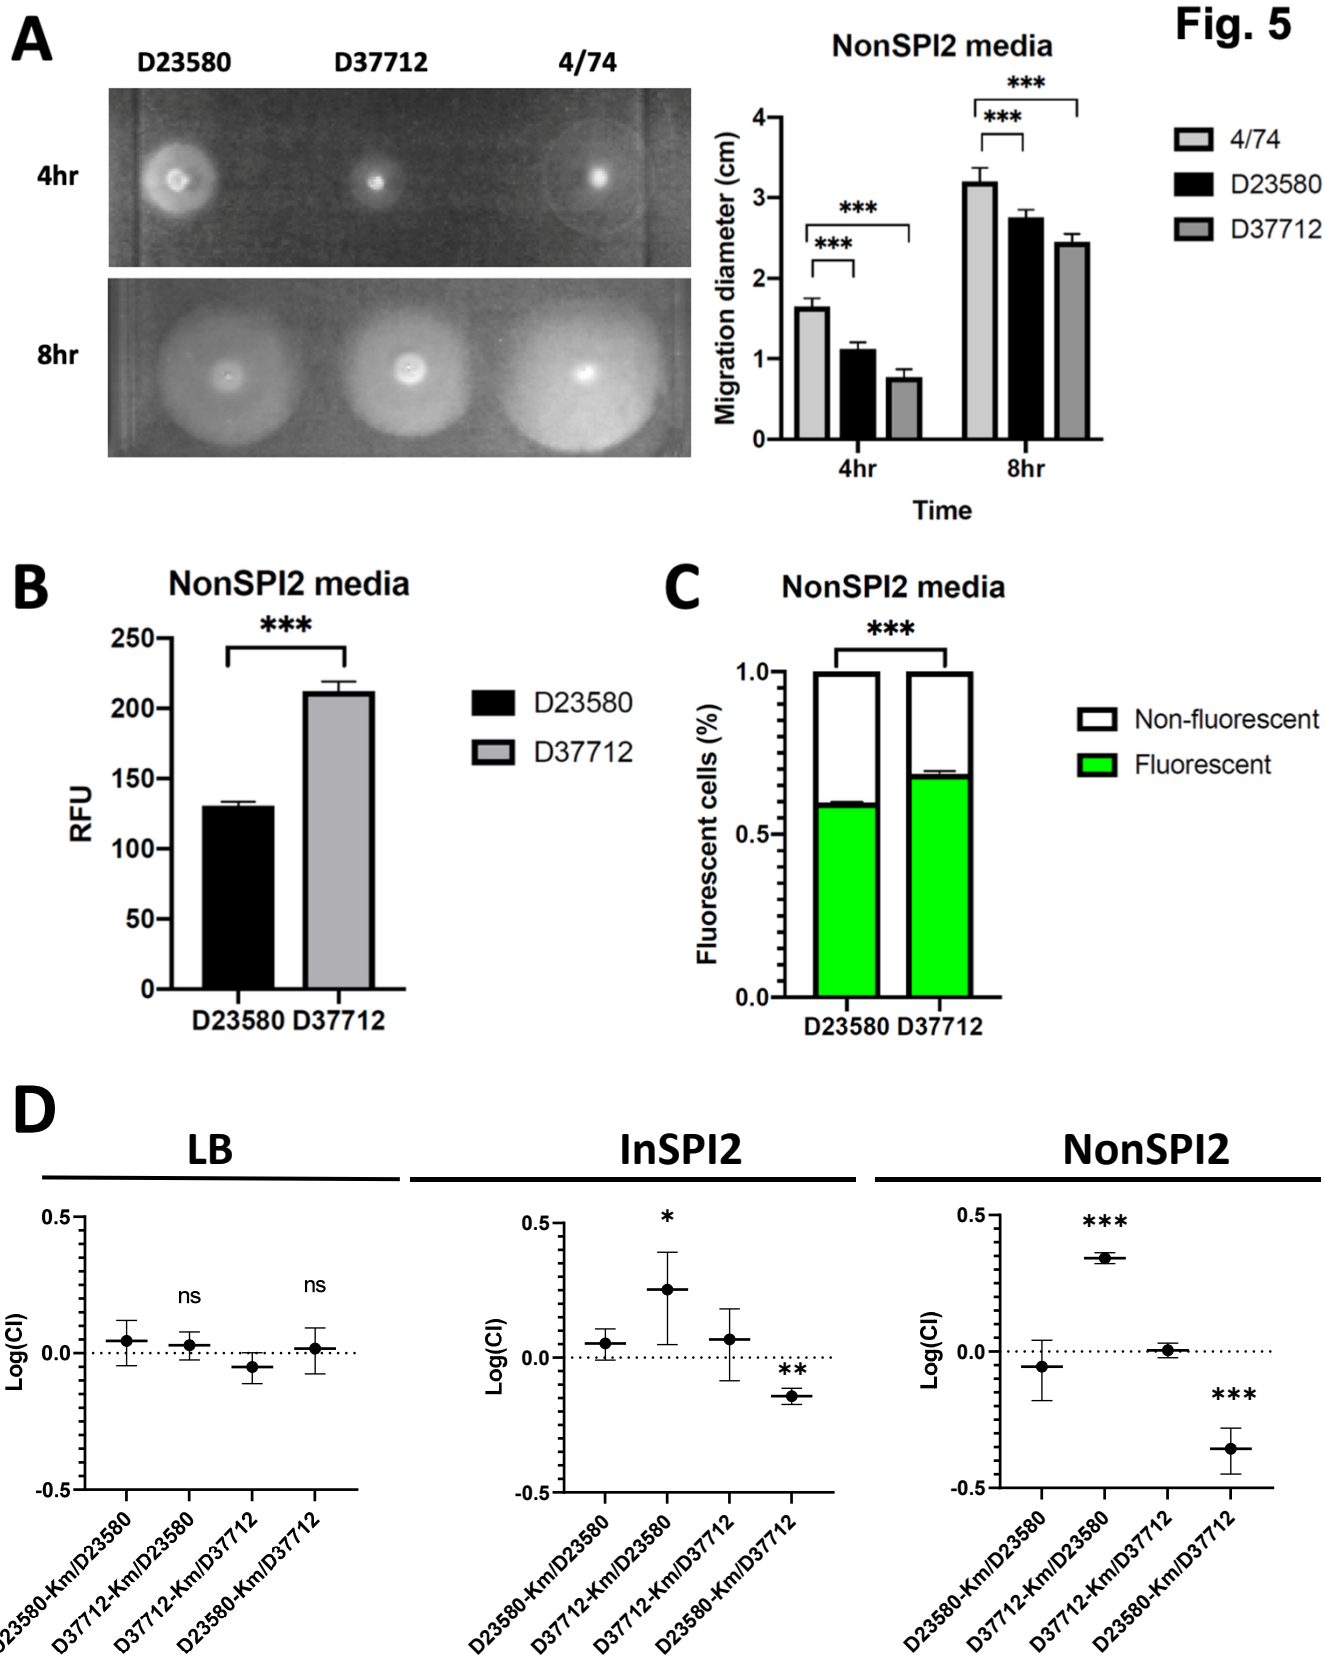 A
Fig. 5
D23580 D37712 4/74
4hr
8hr
NonSPI2 media
***
***
***
***
4
3
2
1
0
Migration diameter (cm)
4hr 8hr
Time
4/74
D23580
D37712
B
NonSPI2 media
***
250
200
150
100
50
0
RFU
D23580 D37712
D23580
D37712
C
NonSPI2 media
***
1.0
0.5
0.0
Fluorescent cells (%)
D23580 D37712
Non-fluorescent
Fluorescent
D
LB
0.5
0.0
-0.5
Log(CI)
ns
ns
D23580-Km/D23580
D37712-Km/D23580
D37712-Km/D37712
D23580-Km/D37712
InSPI2
0.5
0.0
-0.5
Log(CI)
*
**
D23580-Km/D23580
D37712-Km/D23580
D37712-Km/D37712
D23580-Km/D37712
NonSPI2
0.5
0.0
-0.5
Log(CI)
***
***
D23580-Km/D23580
D37712-Km/D23580
D37712-Km/D37712
D23580-Km/D37712